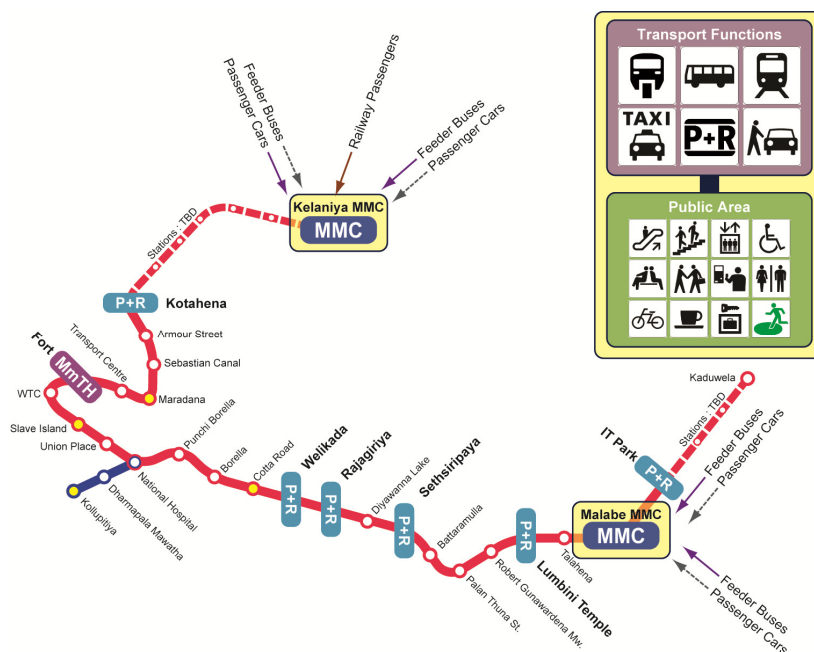 Transport Functions
TAXI
P+R
Public Area
Feeder Buses
Passenger Cars
Railway Passengers
Feeder Buses
Passenger Cars
Kelaniya MMC
MMC
Stations : TBD
P+R
Kotahena
Armour Street
Sebastian Canal
Transport Centre
Maradana
Fort
MmTH
WTC
Slave Island
Union Place
National Hospital
Dharmapala Mawatha
Kollupitiya
Punchi Borella
Borella
Cotta Road
Welikada
P+R
Rajagiriya
P+R
Diyawanna Lake
Sethsiripaya
P+R
Battaramulla
Palan Thuna St.
Robert Gunawardena Mw.
P+R
Lumbini Temple
Talahena
Malabe MMC
MMC
IT Park
P+R
Stations : TBD
Kaduwela
Feeder Buses
Passenger Cars
Feeder Buses
Passenger Cars